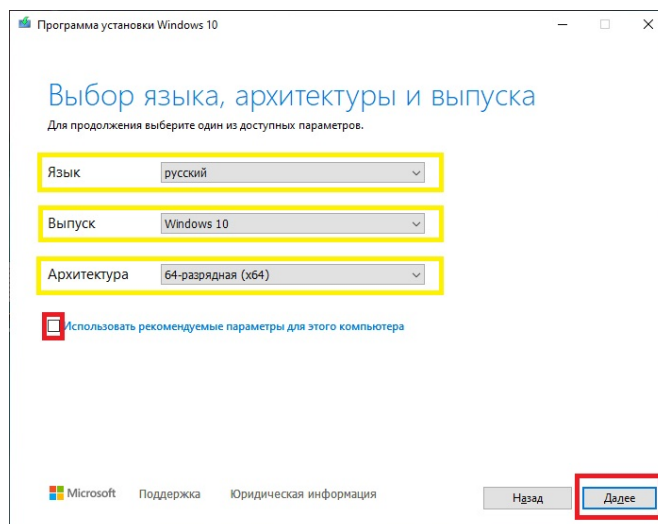 Программа установки Windows 10
Выбор языка, архитектуры и выпуска
Для продолжения выберите один из доступных параметров.
Язык русский
Выпуск Windows 10
Архитектура 64-разрядная (x64)
Использовать рекомендуемые параметры для этого компьютера
Microsoft Поддержка Юридическая информация Назад Далее